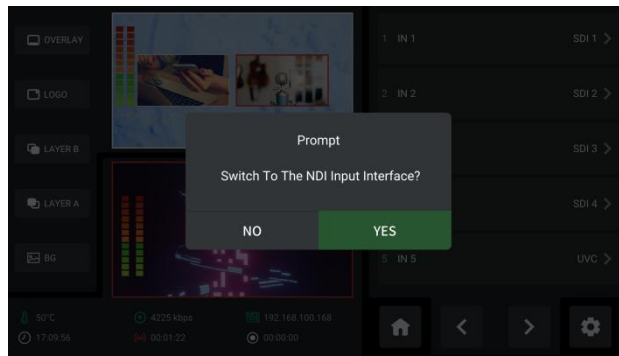 OVERLAY
LOGO
LAYER B
LAYER A
BG
1 IN 1 SDI 1
2 IN 2 SDI 2
SDI 3
SDI 4
5 IN 5 UVC
Prompt
Switch To The NDI Input Interface?
NO YES
50°C 4225 kbps 192.168.100.168
17:09:56 00:01:22 00:00:00